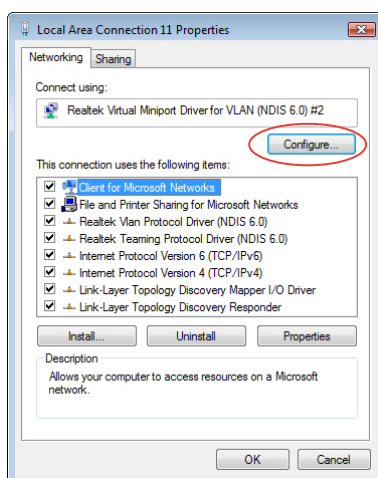 Local Area Connection 11 Properties
Networking Sharing
Connect using:
Realtek Virtual Miniport Driver for VLAN (NDIS 6.0) #2
Configure...
This connection uses the following items:
Client for Microsoft Networks
File and Printer Sharing for Microsoft Networks
Realtek Vlan Protocol Driver (NDIS 6.0)
Realtek Teaming Protocol Driver (NDIS 6.0)
Internet Protocol Version 6 (TCP/IPv6)
Internet Protocol Version 4 (TCP/IPv4)
Link-Layer Topology Discovery Mapper I/O Driver
Link-Layer Topology Discovery Responder
Install... Uninstall Properties
Description
Allows your computer to access resources on a Microsoft
network.
OK Cancel